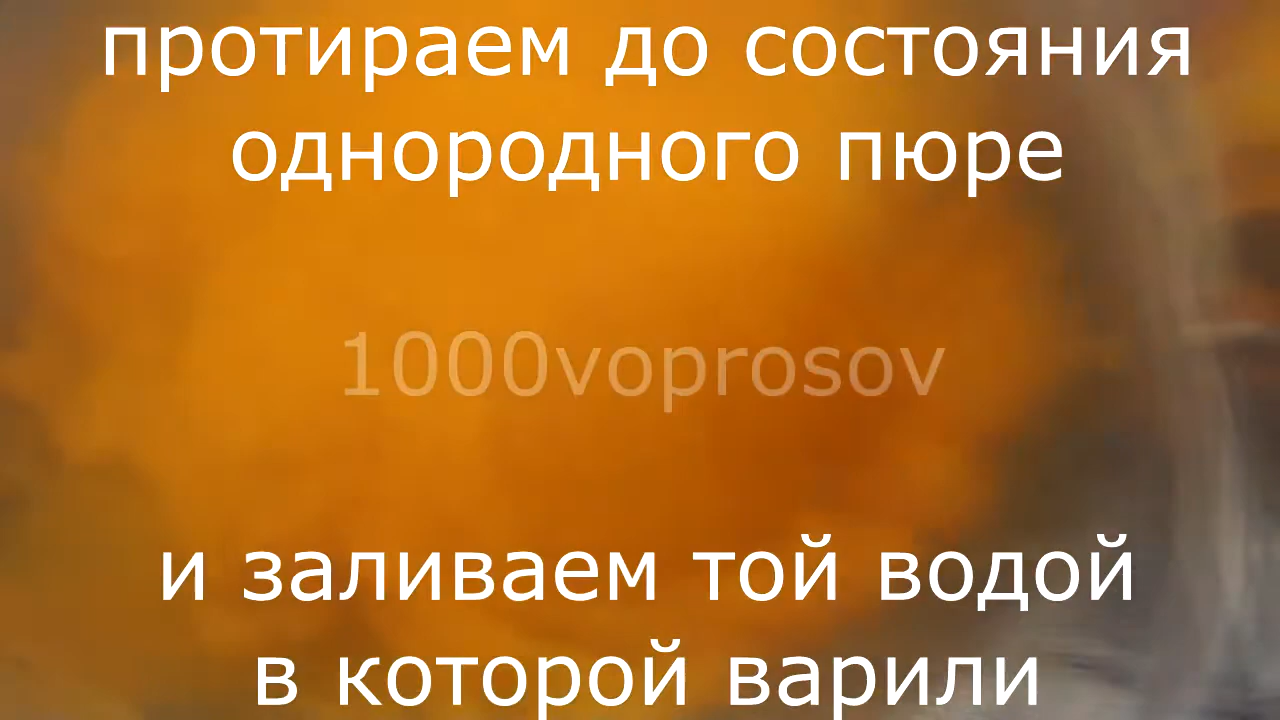 протираем до состояния
однородного пюре
1000voprosov
и заливаем той водой
в которой варили